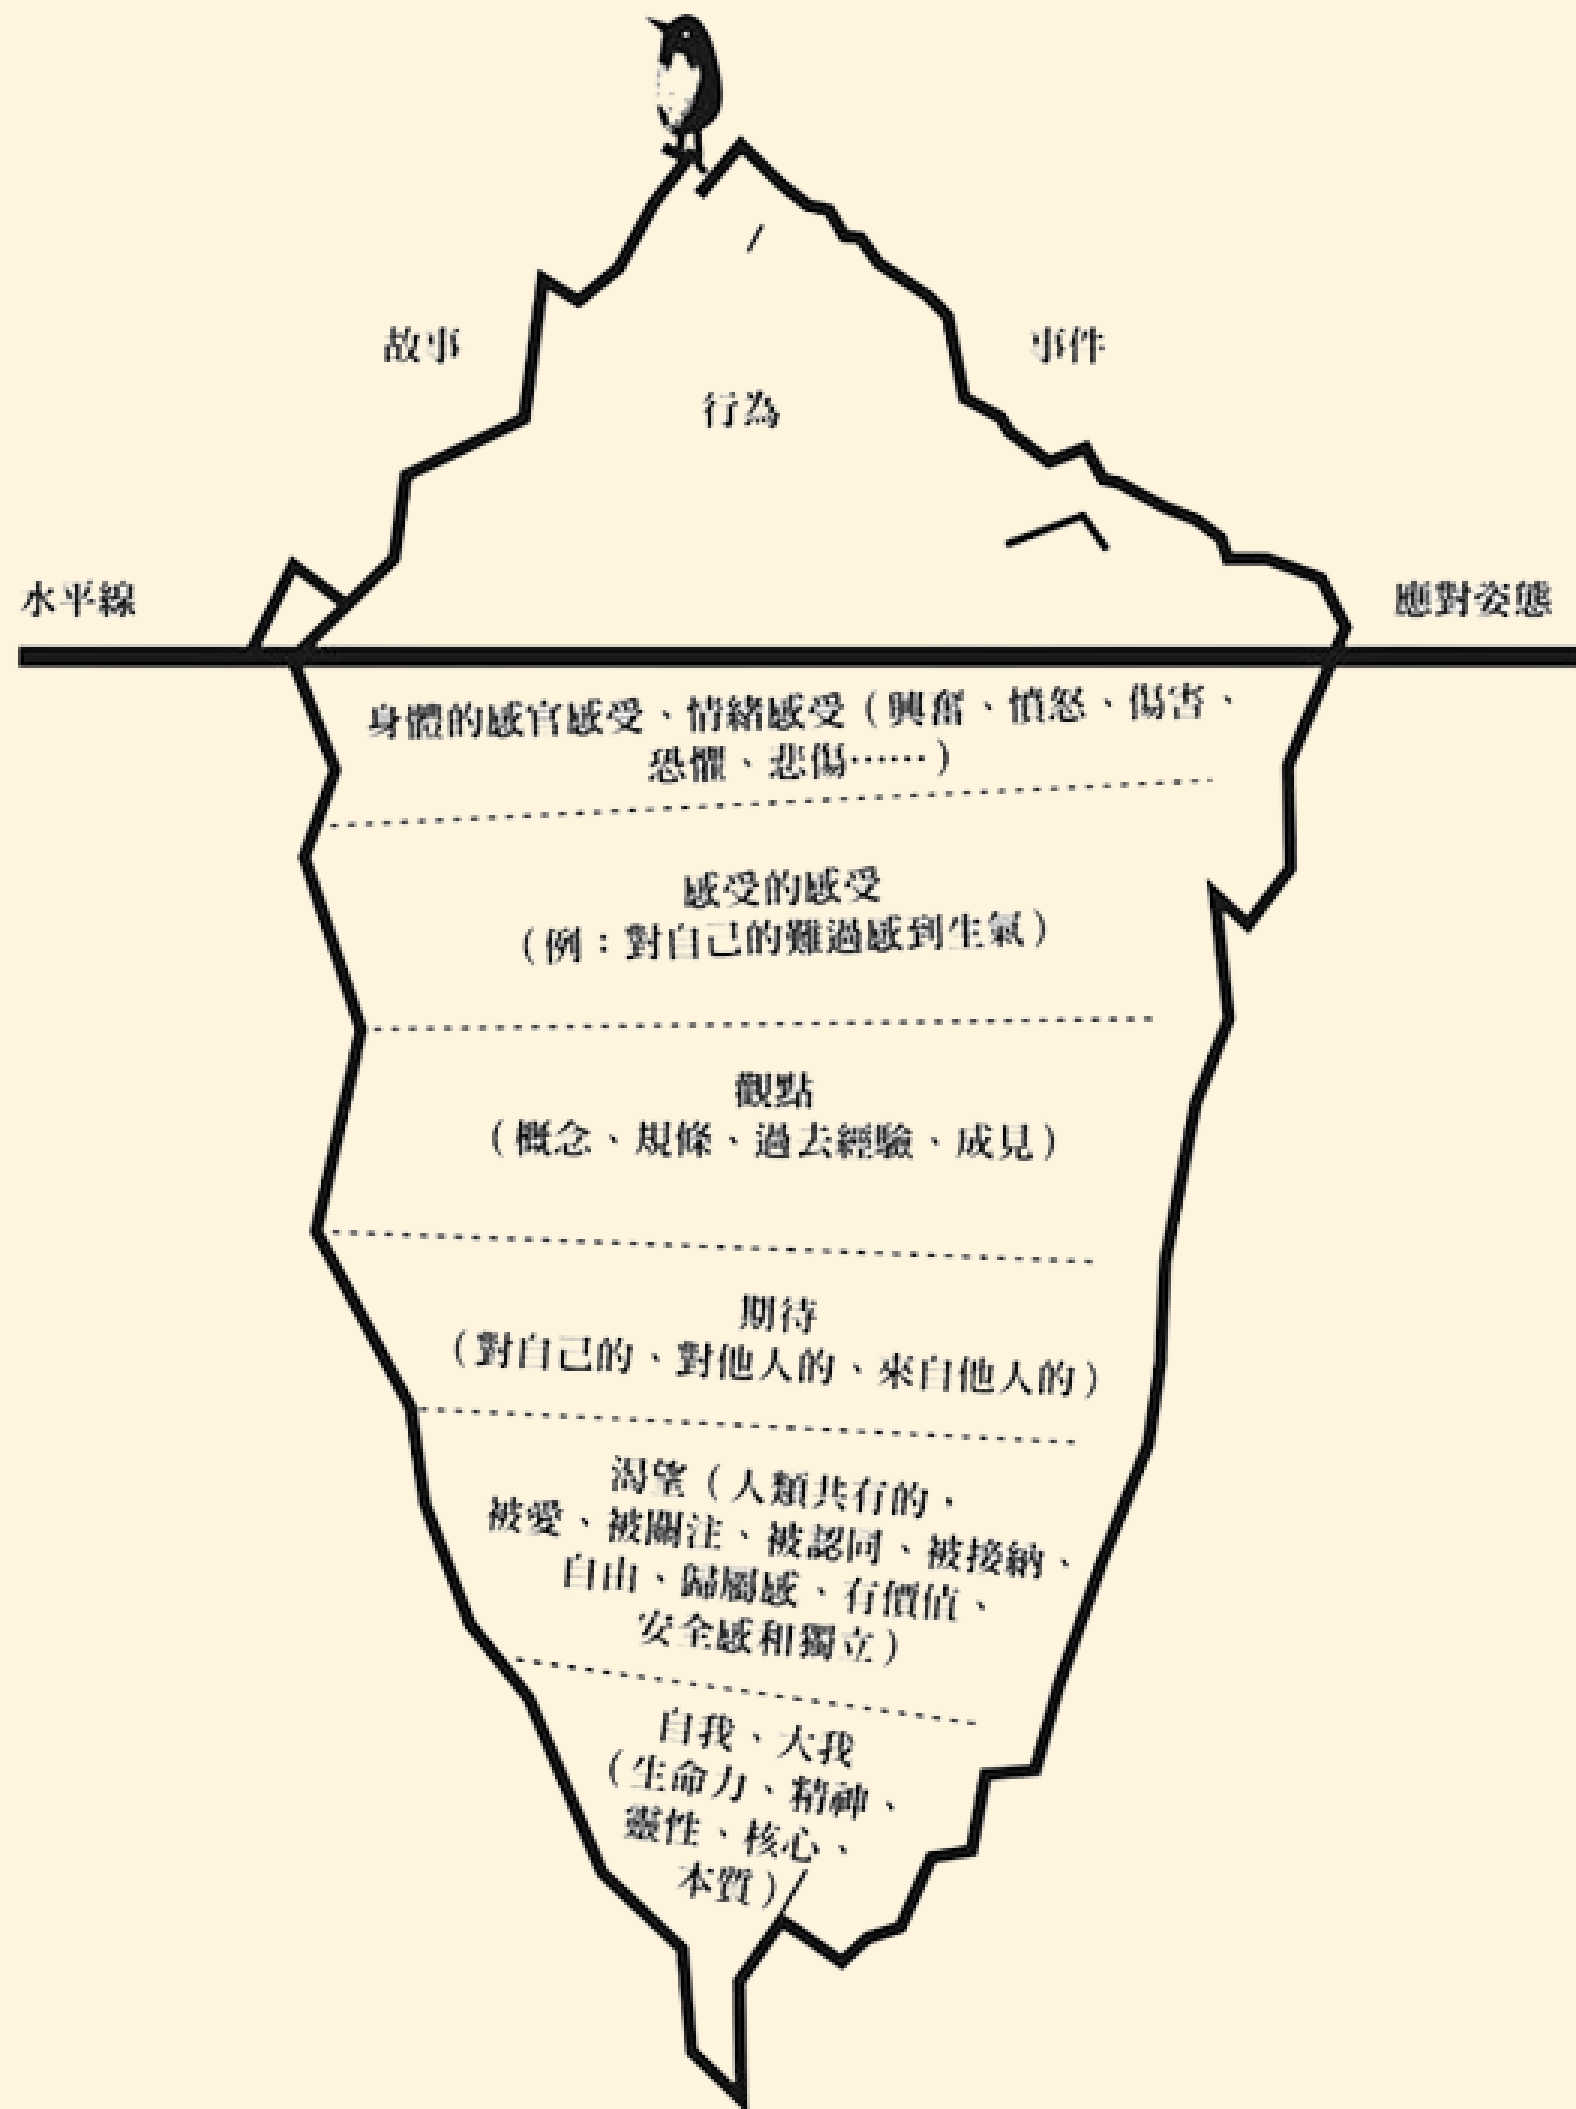 故事
事件
行為
水平線
應對姿態
身體的感官感受、情緒感受（興奮、憤怒、傷害、
恐懼、悲傷……）
感受的感受
（例：對自己的難過感到生氣）
觀點
（概念、規條、過去經驗、成見）
期待
（對自己的、對他人的、來自他人的）
渴望（人類共有的，
被愛、被關注、被認同、被接納、
自由、歸屬感、有價值、
安全感和獨立）
自我、大我
（生命力、精神、
靈性、核心、
本質）